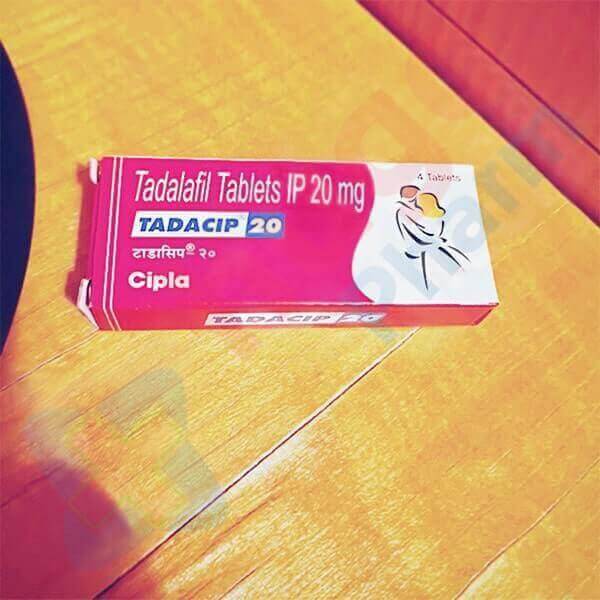 4 Tablets
Tadalafil Tablets IP 20 mg
TADACIP 20
टाडासिप® २०
Cipla
TADACIP 20